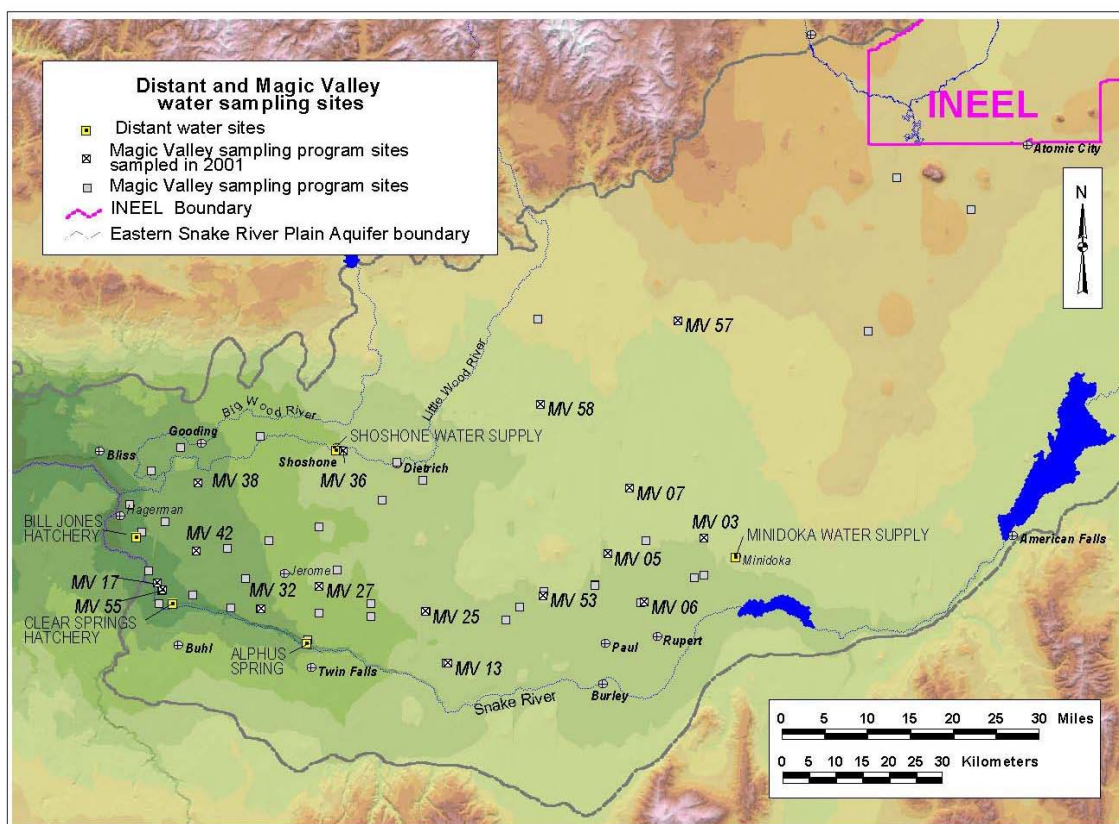 Distant and Magic Valley
water sampling sites
Distant water sites
Magic Valley sampling program sites
sampled in 2001
Magic Valley sampling program sites
INEEL Boundary
Eastern Snake River Plain Aquifer boundary
INEEL
Atomic City
N
MV 57
Little Wood River
MV 58
Big Wood River
Gooding
SHOSHONE WATER SUPPLY
Bliss
Shoshone
MV 36
Dietrich
MV 38
MV 07
Hagerman
BILL JONES
HATCHERY
MV 42
MV 03
MINIDOKA WATER SUPPLY
American Falls
MV 05
Minidoka
Jerome
MV 17
MV 32
MV 27
MV 55
MV 53
MV 06
MV 25
CLEAR SPRINGS
HATCHERY
Buhl
ALPHUS
SPRING
Twin Falls
MV 13
Paul
Rupert
Snake River
Burley
0 5 10 15 20 25 30 Miles
0 5 10 15 20 25 30 Kilometers